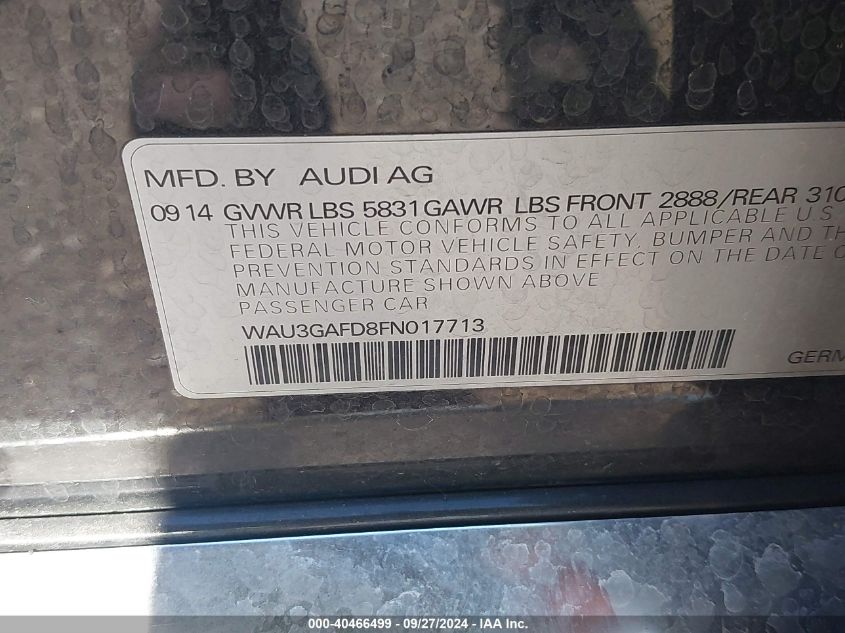 MFD. BY AUDI AG
09 14 GVWR LBS 5831 GAWR LBS FRONT 2888/REAR 310
THIS VEHICLE CONFORMS TO ALL APPLICABLE U.S
FEDERAL MOTOR VEHICLE SAFETY, BUMPER AND TH
PREVENTION STANDARDS IN EFFECT ON THE DATE O
MANUFACTURE SHOWN ABOVE
PASSENGER CAR
WAU3GAFD8FN017713
GERM
000-40466499 - 09/27/2024 - IAA Inc.